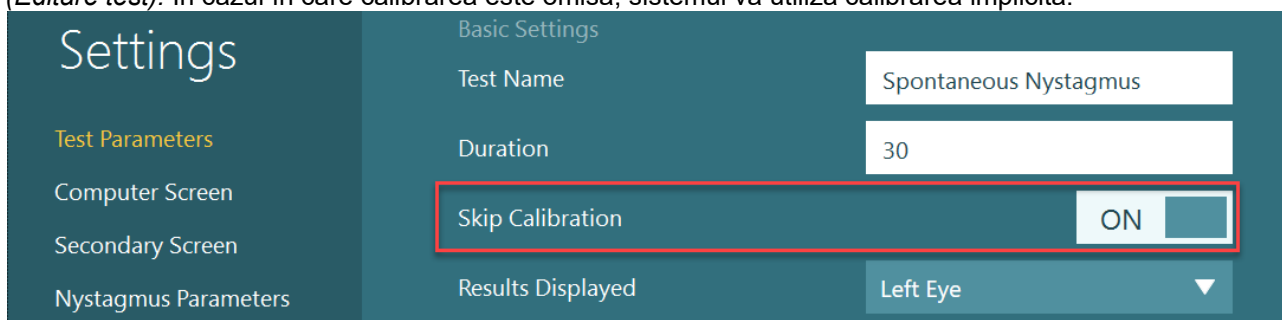 (Editare test). În cazul în care calibrarea este omisă, sistemul va utiliza calibrarea implicită.
Settings
Test Parameters
Computer Screen
Secondary Screen
Nystagmus Parameters
Basic Settings
Test Name
Spontaneous Nystagmus
Duration
30
Skip Calibration
ON
Results Displayed
Left Eye